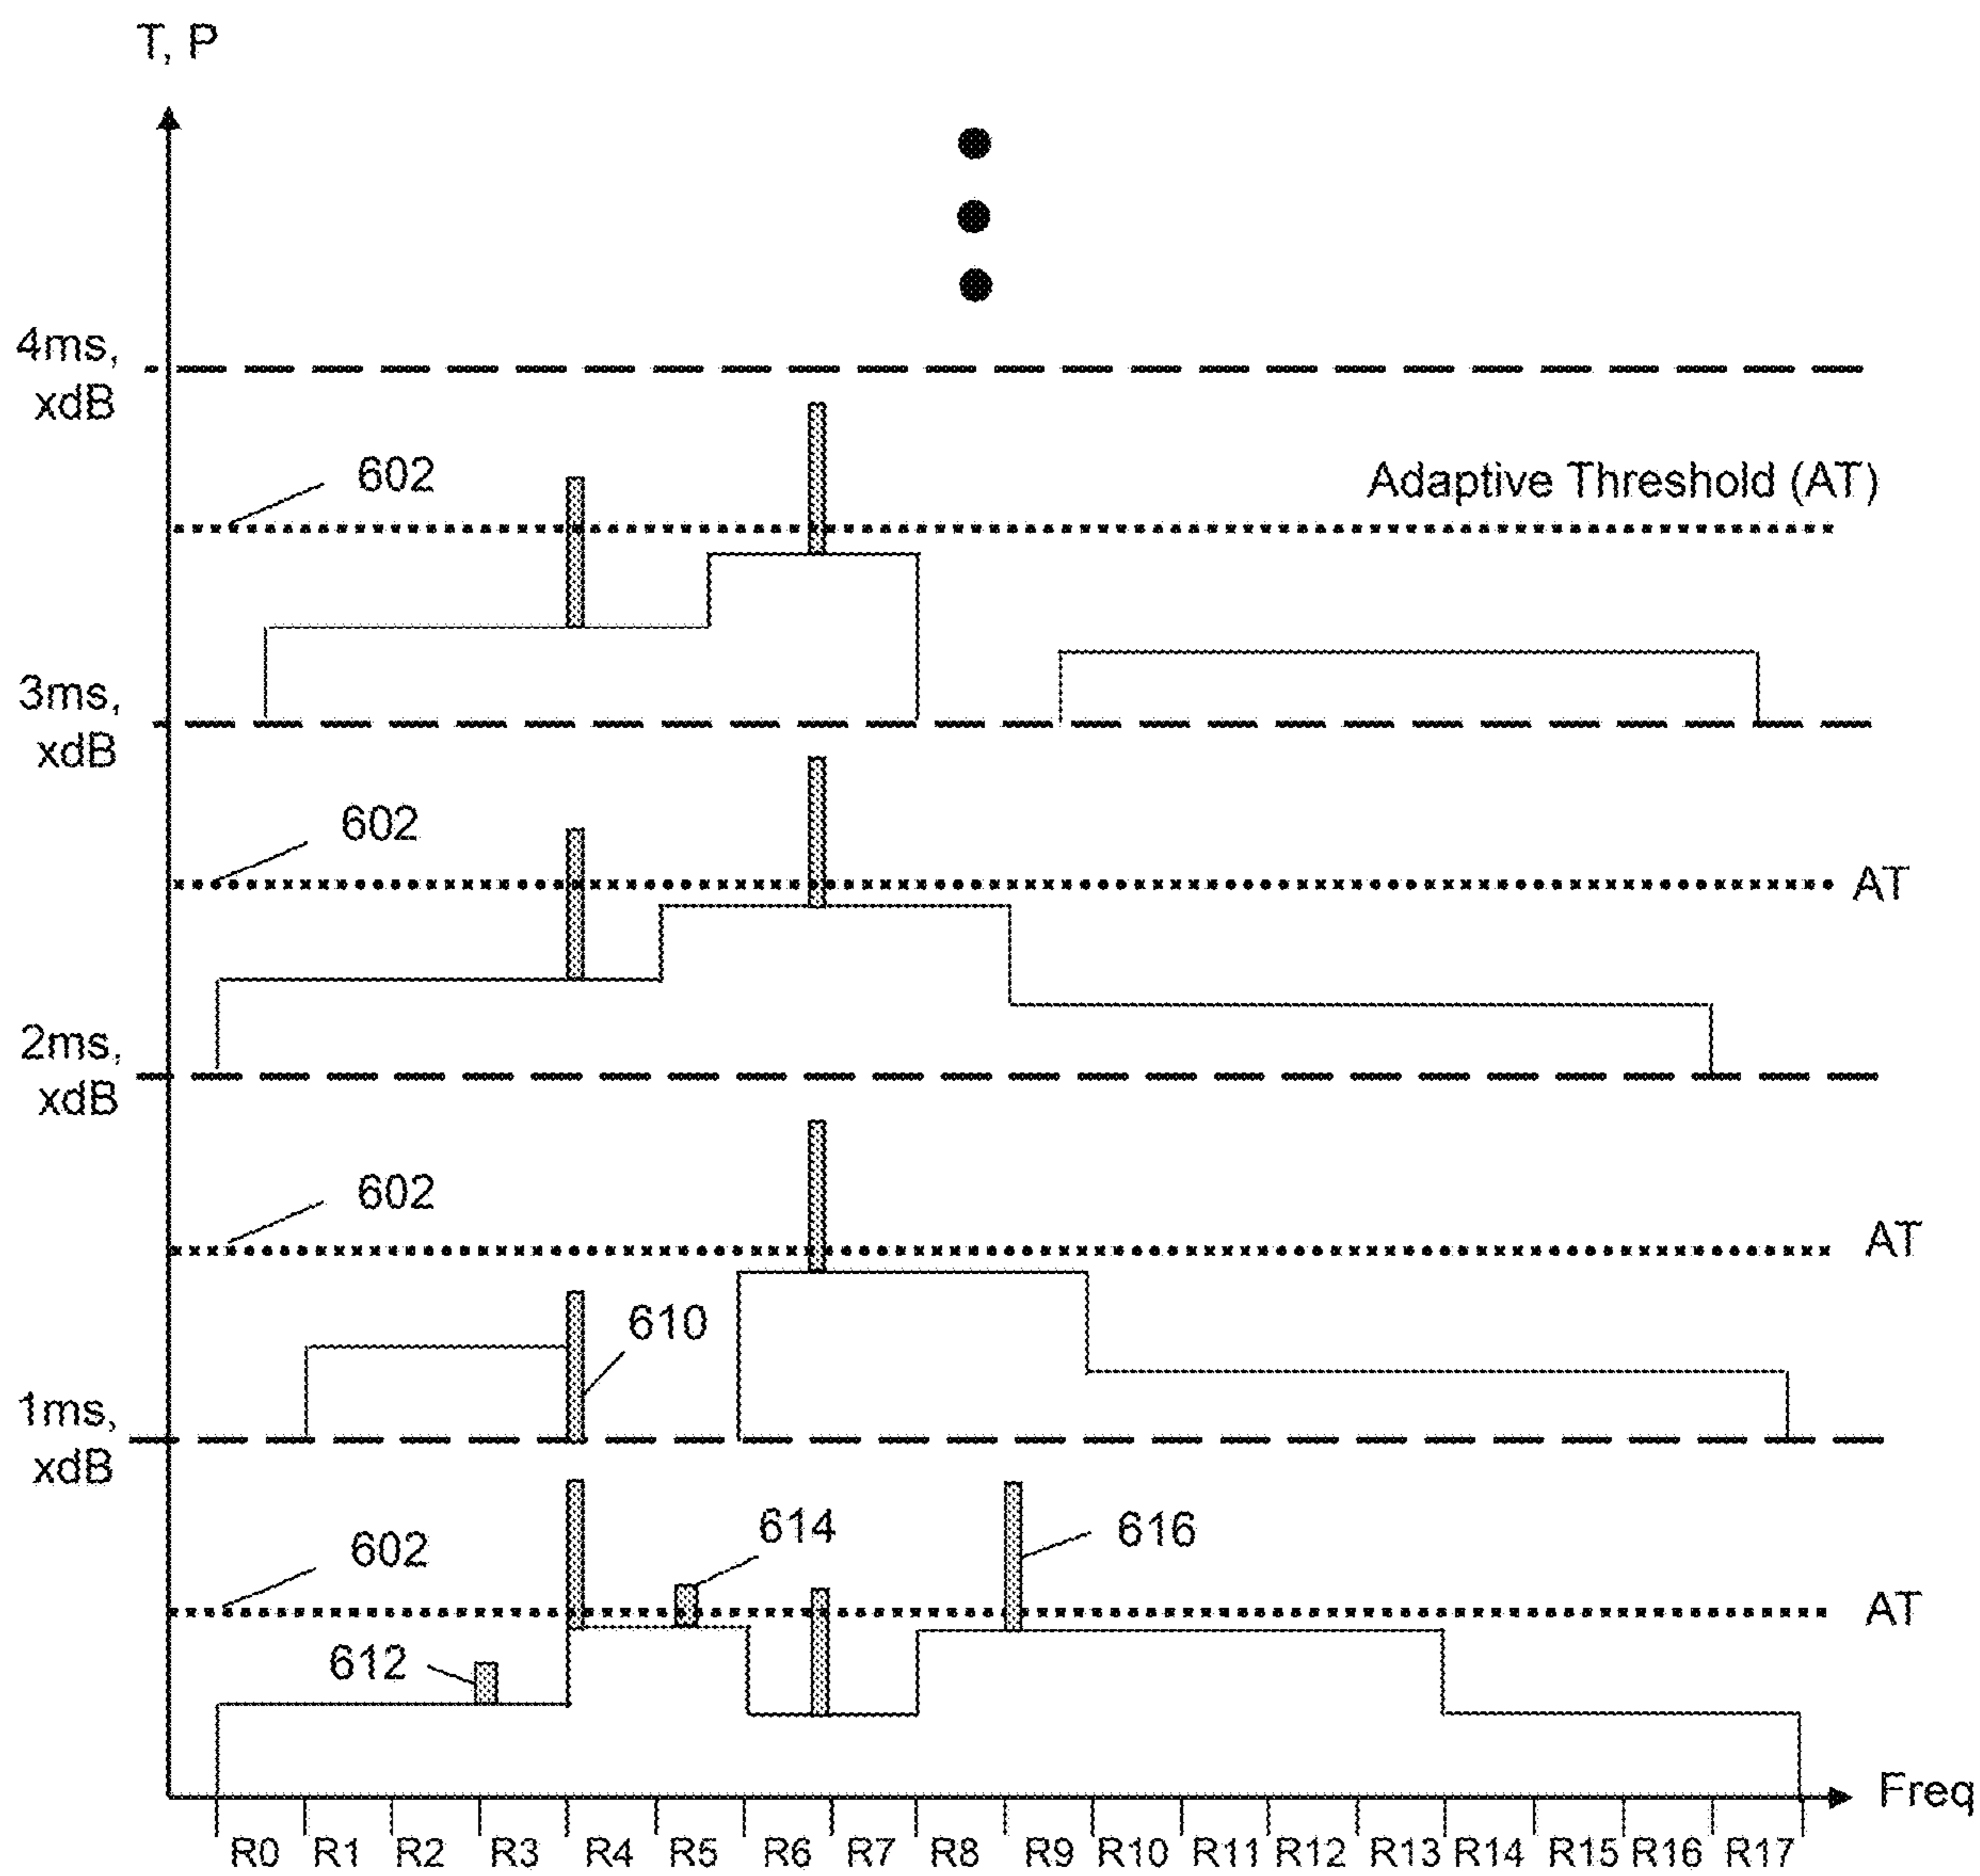 T, P
4ms,
xdB
602
Adaptive Threshold (AT)
3ms,
xdB
602
AT
2ms,
xdB
602
AT
610
1ms,
xdB
602
614
616
AT
612
Freq
R0 R1 R2 R3 R4 R5 R6 R7 R8 R9 R10 R11 R12 R13 R14 R15 R16 R17